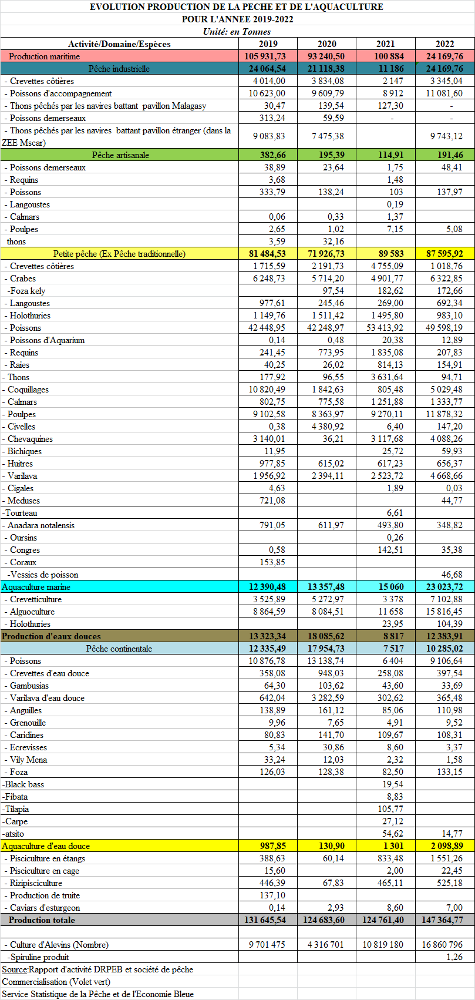 EVOLUTION PRODUCTION DE LA PECHE ET DE L'AQUACULTURE
POUR L'ANNEE 2019-2022
Unité: en Tonnes
Activité/Domaine/Espèces 2019 2020 2021 2022
Production maritime 105 931,73 93 240,50 100 884 24 169,76
Pêche industrielle 24 064,54 21 118,38 11 186 24 169,76
- Crevettes côtières 4 014,00 3 834,08 2 147 3 345,04
- Poissons d'accompagnement 10 623,00 9 609,79 8 912 11 081,60
- Thons pêchés par les navires battant pavillon Malagasy 30,47 139,54 127,30 -
- Poissons demerseaux 313,24 59,59 - -
- Thons pêchés par les navires battant pavillon étranger (dans la
ZEE Mscar) 9 083,83 7 475,38 9 743,12
Pêche artisanale 382,66 195,39 114,91 191,46
- Poissons demerseaux 38,89 23,64 1,75 48,41
- Requins 3,68 1,48
- Poissons 333,79 138,24 103 137,97
- Langoustes 0,19
- Calmars 0,06 0,33 1,37
- Poulpes 2,65 1,02 7,15 5,08
thons 3,59 32,16
Petite pêche (Ex Pêche traditionnelle) 81 484,53 71 926,73 89 583 87 595,92
- Crevettes côtières 1 715,59 2 191,73 4 755,09 1 018,76
- Crabes 6 248,73 5 714,20 4 901,77 6 322,85
-Foza kely 97,54 182,62 172,66
- Langoustes 977,61 245,46 269,00 692,34
- Holothuries 1 149,76 1 511,42 1 495,80 983,10
- Poissons 42 448,95 42 248,97 53 413,92 49 598,19
- Poissons d'Aquarium 0,14 0,48 20,38 12,89
- Requins 241,45 773,95 1 835,08 207,83
- Raies 40,25 26,02 814,13 154,91
- Thons 177,92 96,55 3 631,64 94,71
- Coquillages 10 820,49 1 842,63 805,48 5 029,48
- Calmars 802,75 775,58 1 251,88 1 333,77
- Poulpes 9 102,58 8 363,97 9 270,11 11 878,32
- Civelles 0,38 4 380,92 6,40 147,20
- Chevaquines 3 140,01 36,21 3 117,68 4 088,26
- Bichiques 11,95 25,72 59,93
- Huitres 977,85 615,02 617,23 656,37
- Varilava 1 956,92 2 394,11 2 523,72 4 668,66
- Cigales 4,63 1,89 0,03
- Meduses 721,08 44,77
-Tourteau 6,61
- Anadara notalensis 791,05 611,97 493,80 348,82
- Oursins 0,26
- Congres 0,58 142,51 35,38
- Coraux 153,85
-Vessies de poisson 46,68
Aquaculture marine 12 390,48 13 357,48 15 060 23 023,72
- Crevetticulture 3 525,89 5 272,97 3 378 7 102,88
- Alguoculture 8 864,59 8 084,51 11 658 15 816,45
- Holothuries 23,95 104,39
Production d'eaux douces 13 323,34 18 085,62 8 817 12 383,91
Pêche continentale 12 335,49 17 954,73 7 517 10 285,02
- Poissons 10 876,78 13 138,74 6 404 9 106,64
- Crevettes d'eau douce 358,08 948,03 258,08 397,54
- Gambusias 64,30 103,62 43,60 33,69
- Varilava d'eau douce 642,04 3 282,59 302,62 365,48
- Anguilles 138,89 161,12 85,06 110,98
- Grenouille 9,96 7,65 4,91 9,52
- Caridines 80,83 141,70 109,67 108,31
- Ecrevisses 5,34 30,86 8,60 3,37
- Vily Mena 33,24 12,03 2,32 1,58
- Foza 126,03 128,38 82,50 133,15
-Black bass 19,54
-Fibata 8,83
-Tilapia 105,77
-Carpe 27,12
-atsito 54,62 14,77
Aquaculture d'eau douce 987,85 130,90 1 301 2 098,89
- Pisciculture en étangs 388,63 60,14 833,48 1 551,26
- Pisciculture en cage 15,60 2,00 22,45
- Rizipisciculture 446,39 67,83 465,11 525,18
- Production de truite 137,10
- Caviars d'esturgeon 0,14 2,93 8,60 7,00
Production totale 131 645,54 124 683,60 124 761,40 147 364,77
- Culture d'Alevins (Nombre) 9 701 475 4 316 701 10 819 180 16 860 796
-Spiruline produit 1,26
Source:Rapport d'activité DRPEB et société de pêche
Commercialisation (Volet vert)
Service Statistique de la Pêche et de l'Economie Bleue